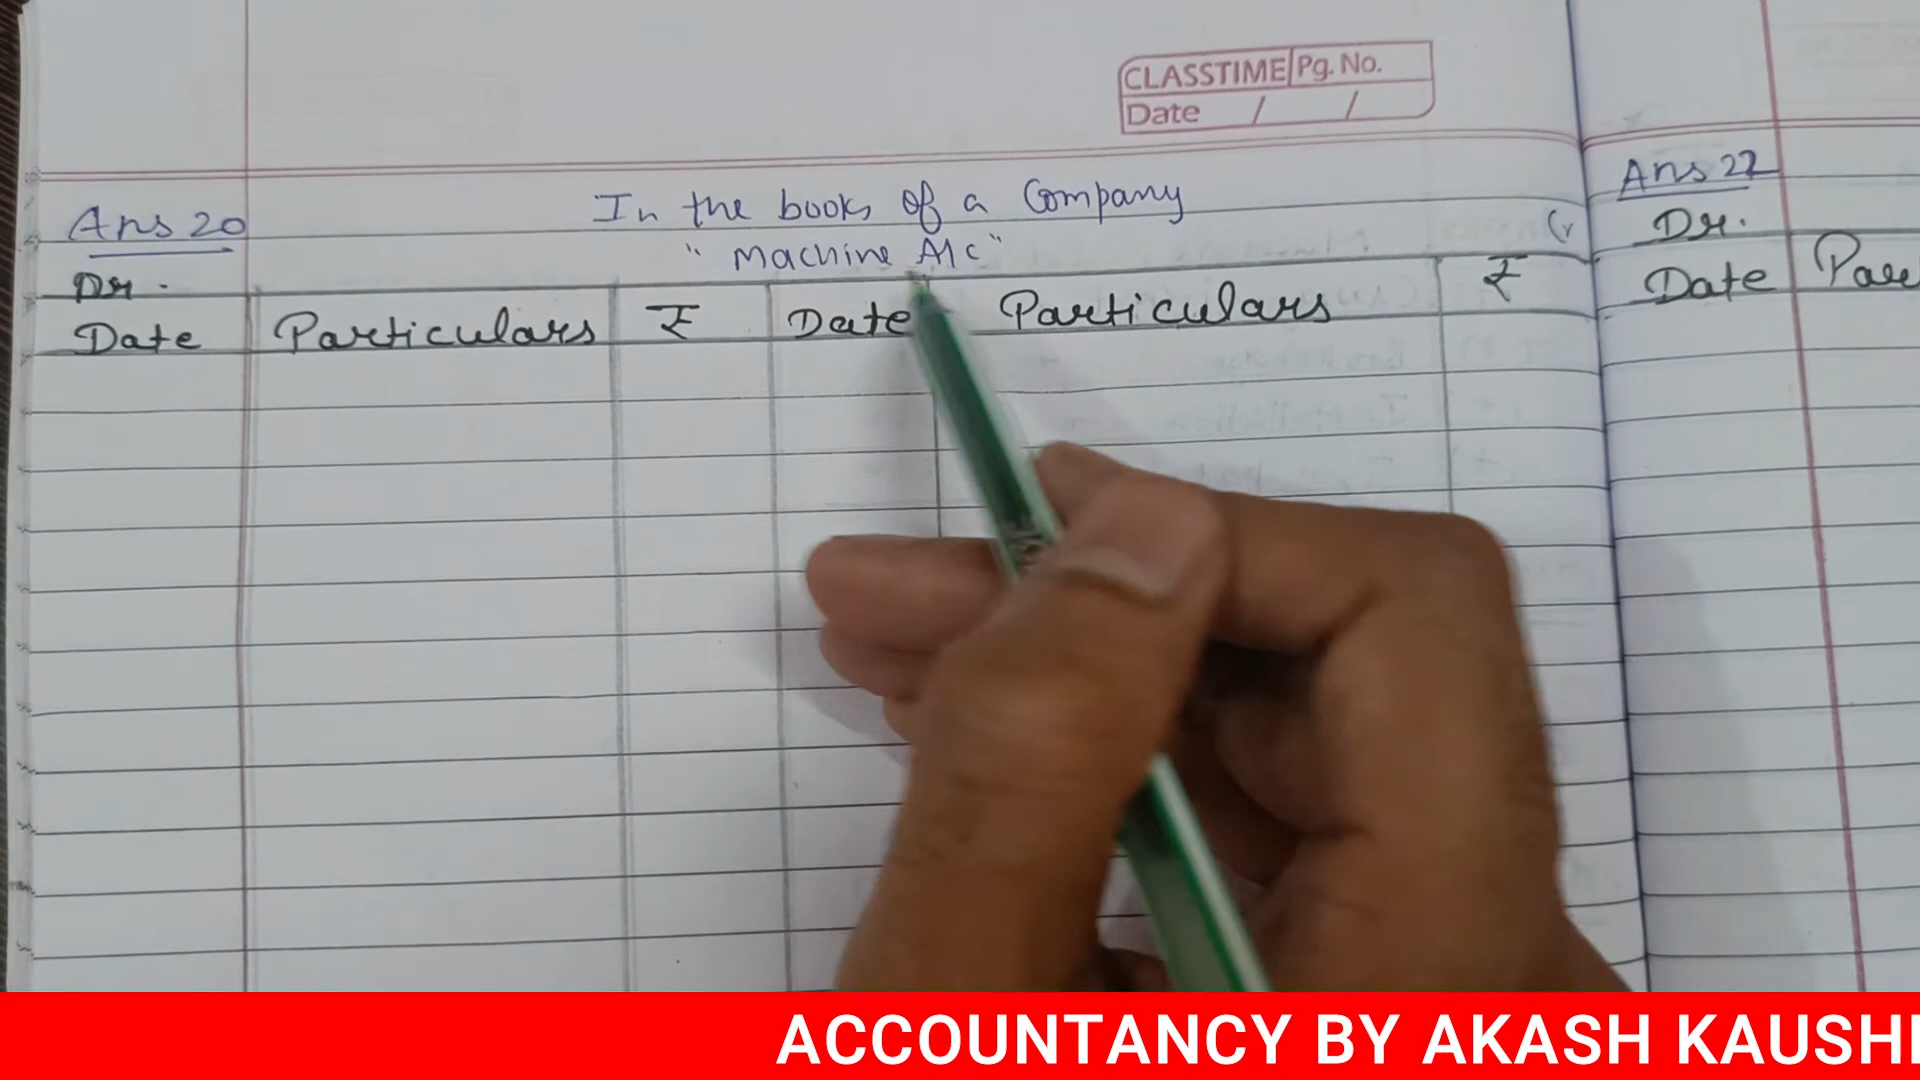 CLASSTIME Pg. No.
Date / /
Ans 20
In the books of a Company
"Machine A/c"
Dr.
Date Particulars ₹ Date Particulars ₹
Ans 22
Dr.
Date
ACCOUNTANCY BY AKASH KAUSHI